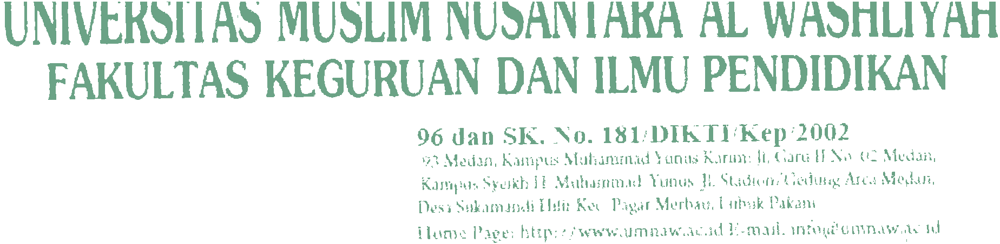 UNIVERSITAS MUSLIM NUSANTARA AL WASHLIYAH
FAKULTAS KEGURUAN DAN ILMU PENDIDIKAN
96 dan SK. No. 181/DIKTI/Kep/2002
93 Medan, Kampus Muhammad Yunus Karim Jl. Garu II No. 02 Medan,
Kampus Syeikh H. Muhammad Yunus Jl. Stadion/Gedung Arca Medan,
Desa Sukamandi Hilir Kec. Pagar Merbau, Lubuk Pakam
Home Page: http://www.umnaw.ac.id E-mail. info@umnaw.ac.id